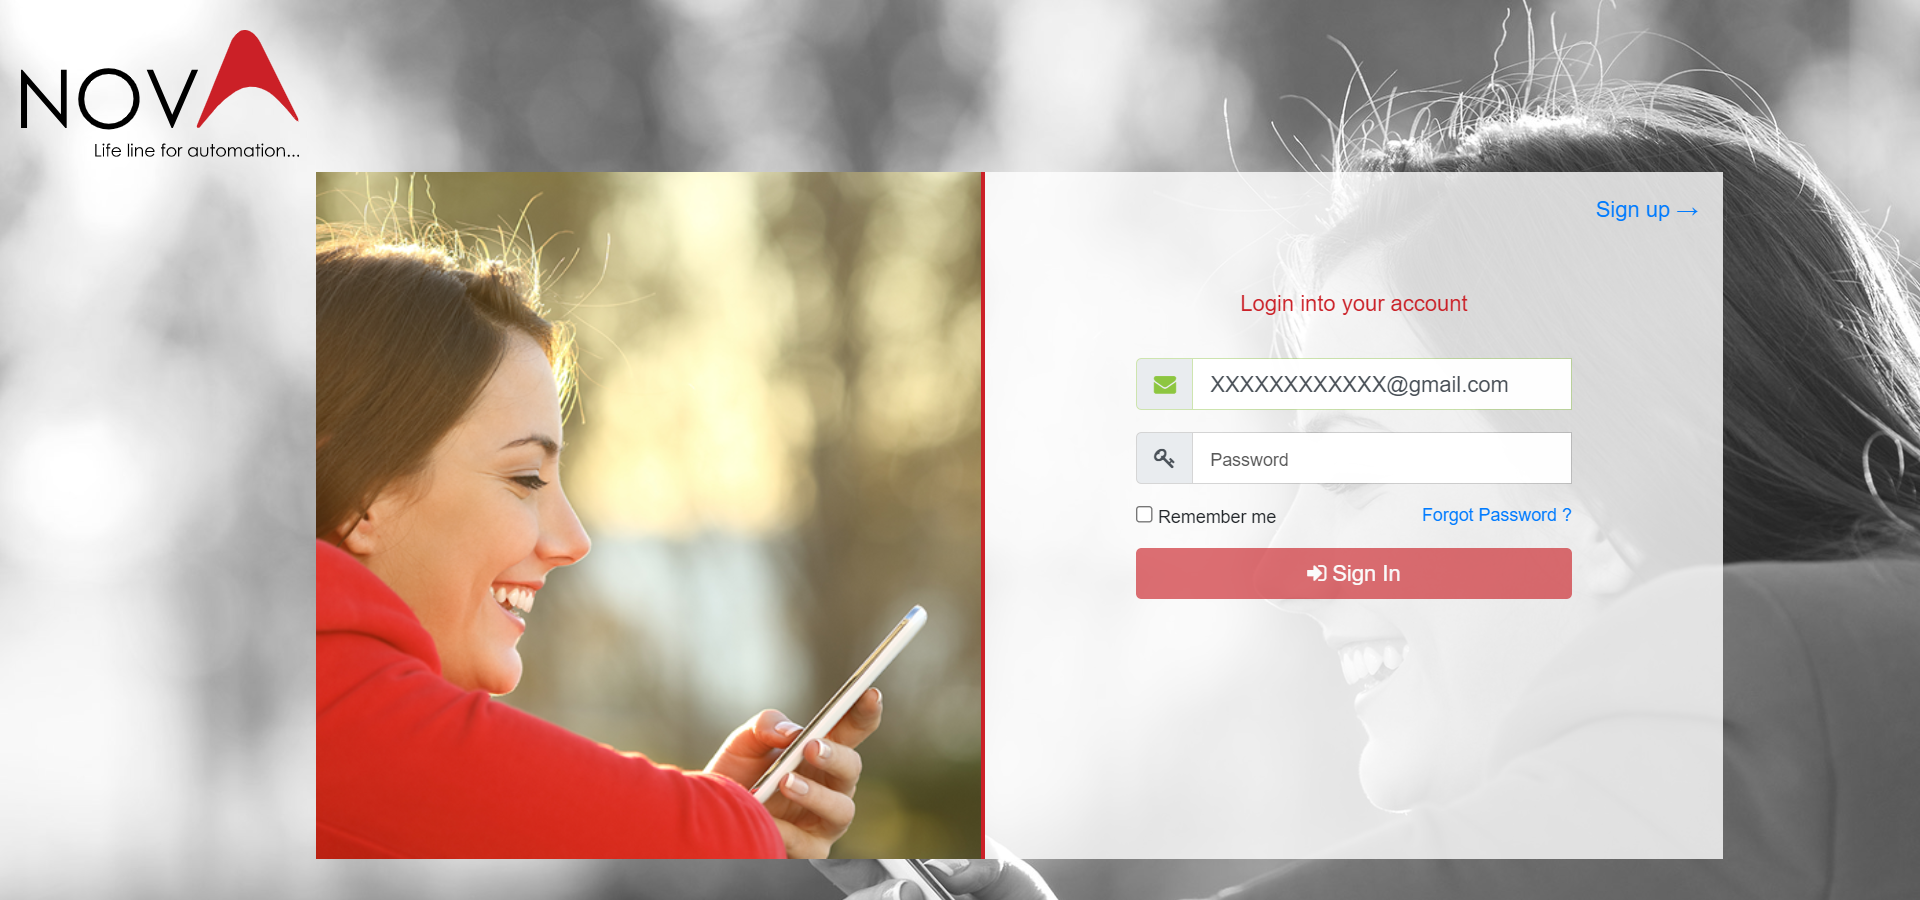 NOVA
Life line for automation...
Sign up →
Login into your account
XXXXXXXXXXXX@gmail.com
Password
Remember me
Forgot Password ?
Sign In